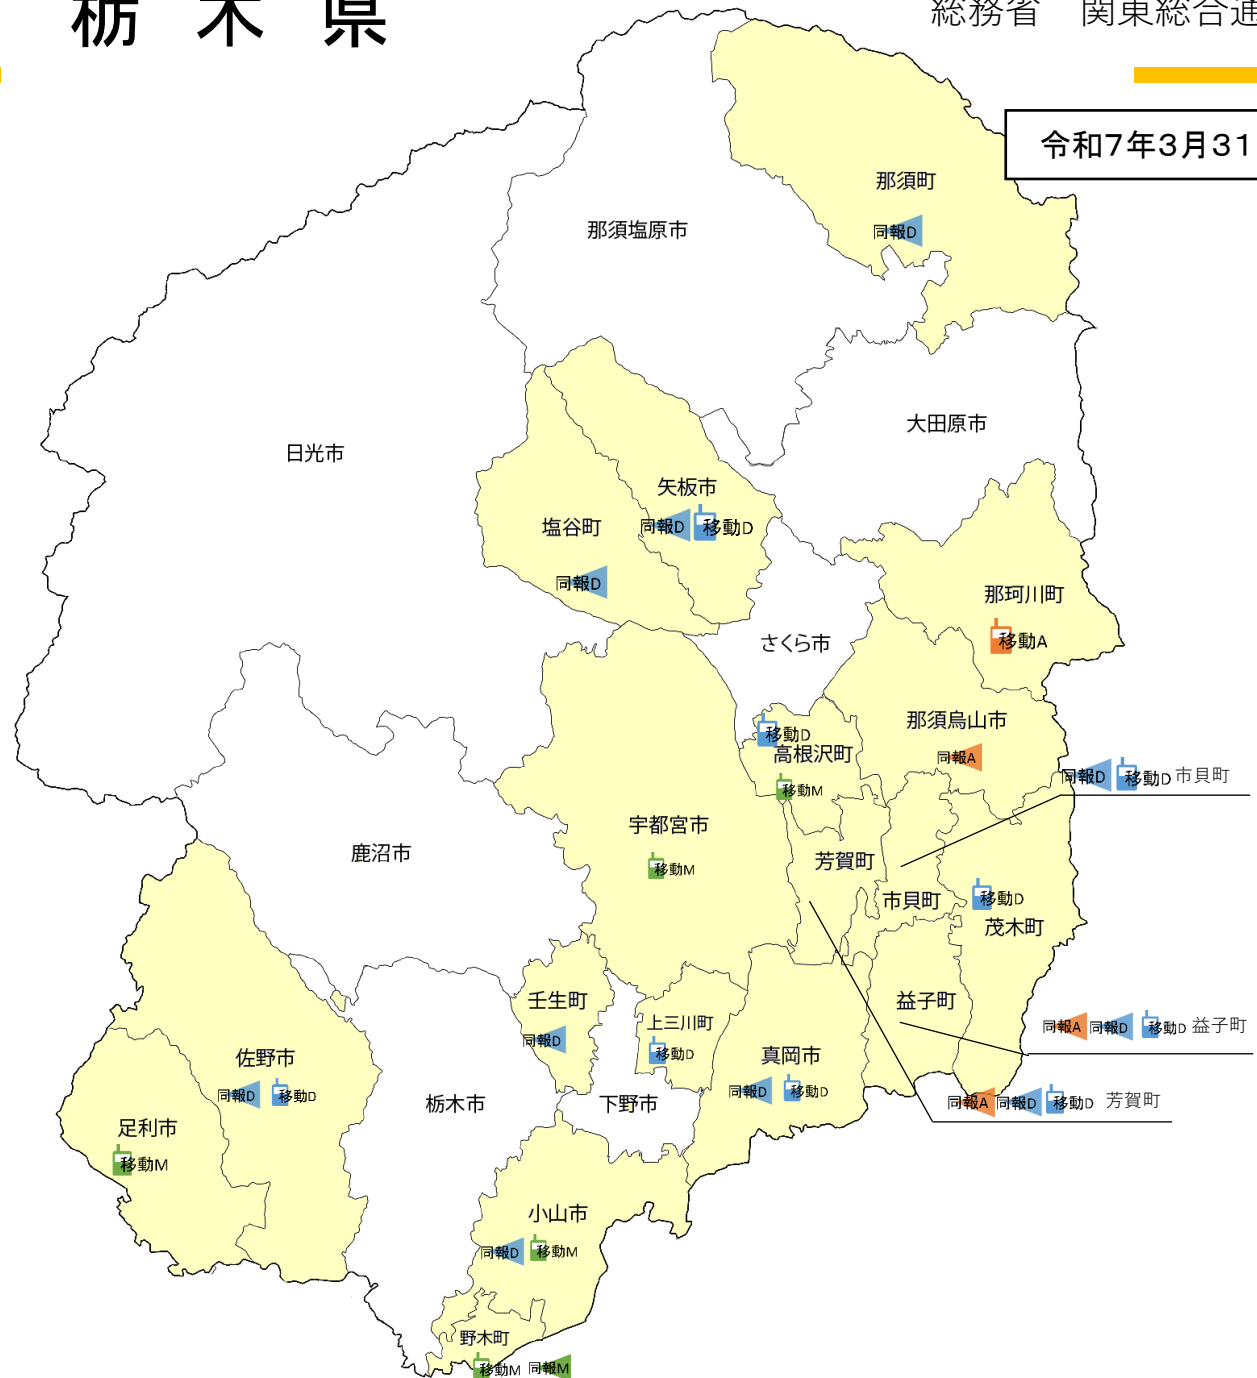 栃木県
総務省　関東総合通
令和7年3月31
那須町
同報D
那須塩原市
大田原市
日光市
矢板市
同報D 移動D
塩谷町
同報D
那珂川町
移動A
さくら市
那須烏山市
同報A
移動D
高根沢町
移動M
同報D 移動D 市貝町
宇都宮市
移動M
鹿沼市
芳賀町
市貝町
移動D
茂木町
壬生町
同報D
上三川町
移動D
益子町
同報A 同報D 移動D 益子町
真岡市
同報D 移動D
佐野市
同報D 移動D
栃木市
下野市
同報A 同報D 移動D 芳賀町
足利市
移動M
小山市
同報D 移動M
野木町
移動M 同報M